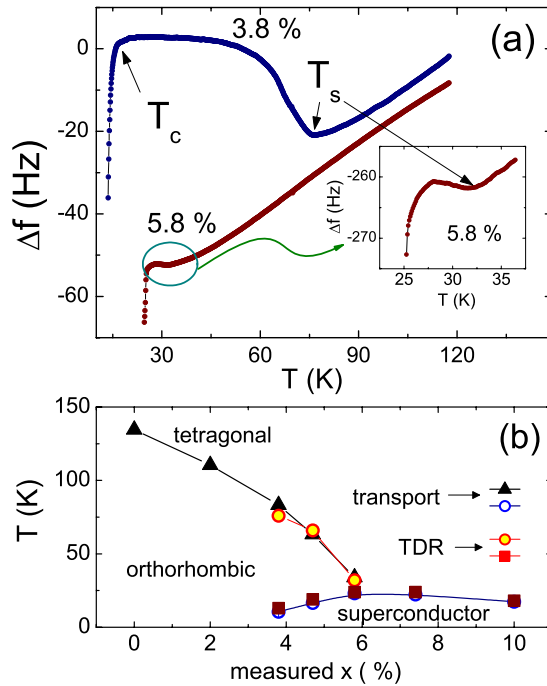 (a)
3.8 %
0
T_c
T_s
-20
-40
-60
Δf (Hz)
5.8 %
-260
-270
Δf (Hz)
5.8 %
25 30 35
T (K)
30 60 90 120
T (K)
(b)
150
100
50
0
T (K)
tetragonal
transport
TDR
orthorhombic
superconductor
0 2 4 6 8 10
measured x ( %)